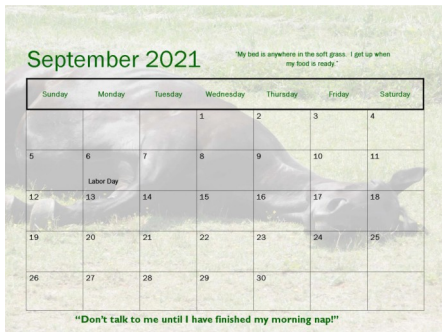 September 2021
"My bed is anywhere in the soft grass.  I get up when
my food is ready."
Sunday Monday Tuesday Wednesday Thursday Friday Saturday
1 2 3 4
5 6 7 8 9 10 11
Labor Day
12 13 14 15 16 17 18
19 20 21 22 23 24 25
26 27 28 29 30
"Don't talk to me until I have finished my morning nap!"